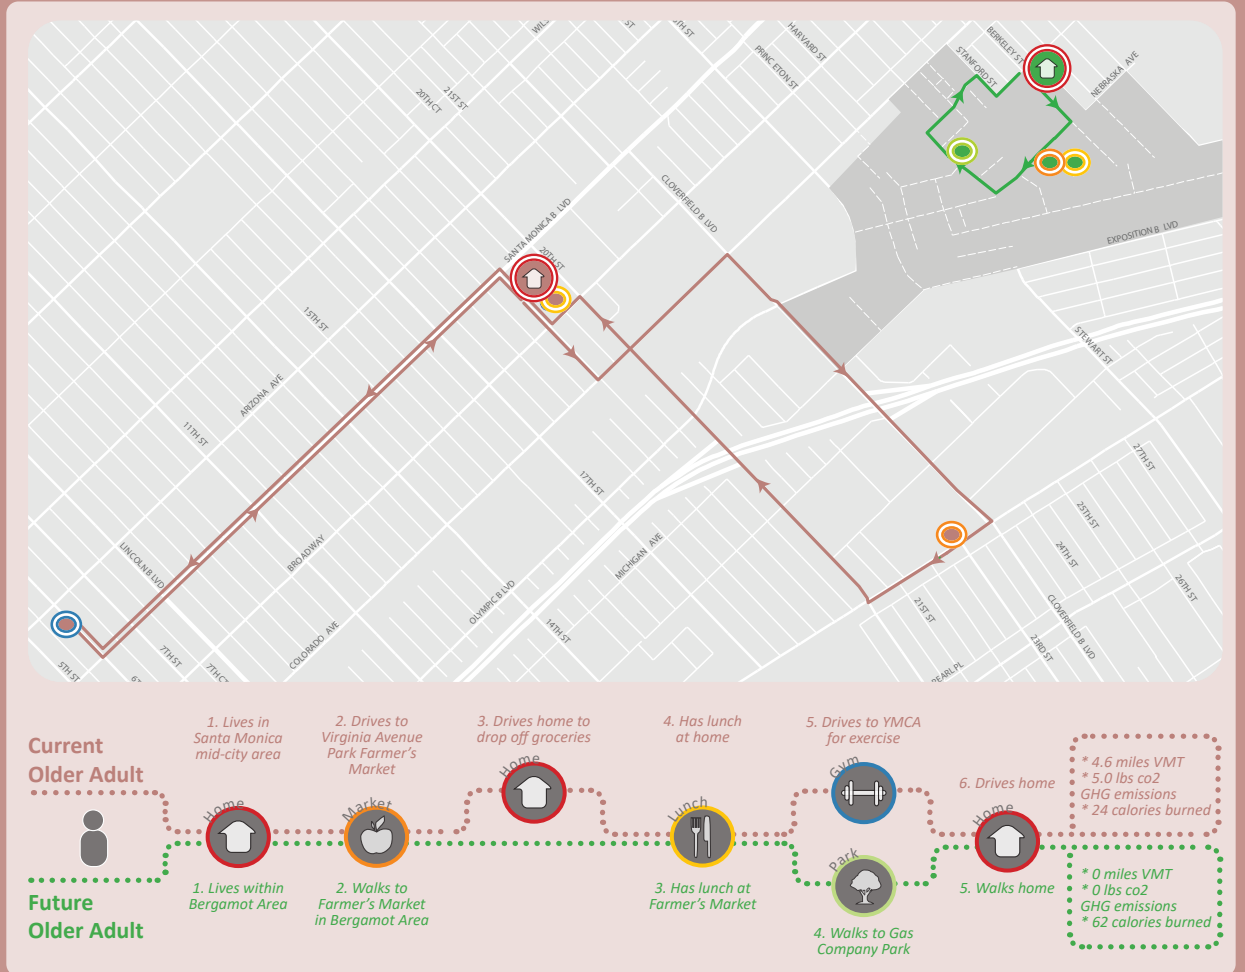 BERKELEY ST
STANFORD ST
NEBRASKA AVE
HARVARD ST
PRINCETON ST
21ST ST
20TH CT
CLOVERFIELD B LVD
SANTA MONICA B LVD
20TH ST
EXPOSITION B LVD
STEWART ST
15TH ST
ARIZONA AVE
11TH ST
17TH ST
27TH ST
25TH ST
24TH ST
26TH ST
LINCOLN B LVD
BROADWAY
MICHIGAN AVE
OLYMPIC B LVD
21ST ST
CLOVERFIELD B LVD
14TH ST
23RD ST
COLORADO AVE
7TH ST
7TH CT
5TH ST
PEARL PL
Current
Older Adult
1. Lives in
Santa Monica
mid-city area
2. Drives to
Virginia Avenue
Park Farmer's
Market
3. Drives home to
drop off groceries
4. Has lunch
at home
5. Drives to YMCA
for exercise
6. Drives home
* 4.6 miles VMT
* 5.0 lbs co2
GHG emissions
* 24 calories burned
Home
Market
Home
Lunch
Gym
Park
Home
Future
Older Adult
1. Lives within
Bergamot Area
2. Walks to
Farmer's Market
in Bergamot Area
3. Has lunch at
Farmer's Market
4. Walks to Gas
Company Park
5. Walks home
* 0 miles VMT
* 0 lbs co2
GHG emissions
* 62 calories burned